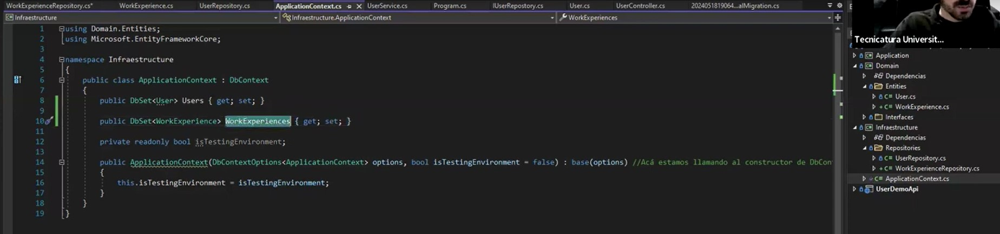 WorkExperienceRepository.cs* WorkExperience.cs UserRepository.cs ApplicationContext.cs UserService.cs Program.cs IUserRepostory.cs User.cs UserController.cs 2024051819064...alMigration.cs
Infraestructure Infraestructure.ApplicationContext WorkExperiences
1 using Domain.Entities;
2 using Microsoft.EntityFrameworkCore;
3
4 namespace Infraestructure
5 {
6 public class ApplicationContext : DbContext
7 {
8 public DbSet<User> Users { get; set; }
9
10 public DbSet<WorkExperience> WorkExperiences { get; set; }
11
12 private readonly bool isTestingEnvironment;
13
14 public ApplicationContext(DbContextOptions<ApplicationContext> options, bool isTestingEnvironment = false) : base(options) //Acá estamos llamando al constructor de DbCon
15 {
16 this.isTestingEnvironment = isTestingEnvironment;
17 }
18 }
19 }
Tecnicatura Universit...
Application
Domain
Dependencias
Entities
C# User.cs
+ C# WorkExperience.cs
Interfaces
Infraestructure
Dependencias
Repositories
C# UserRepository.cs
+ C# WorkExperienceRepository.cs
C# ApplicationContext.cs
UserDemoApi